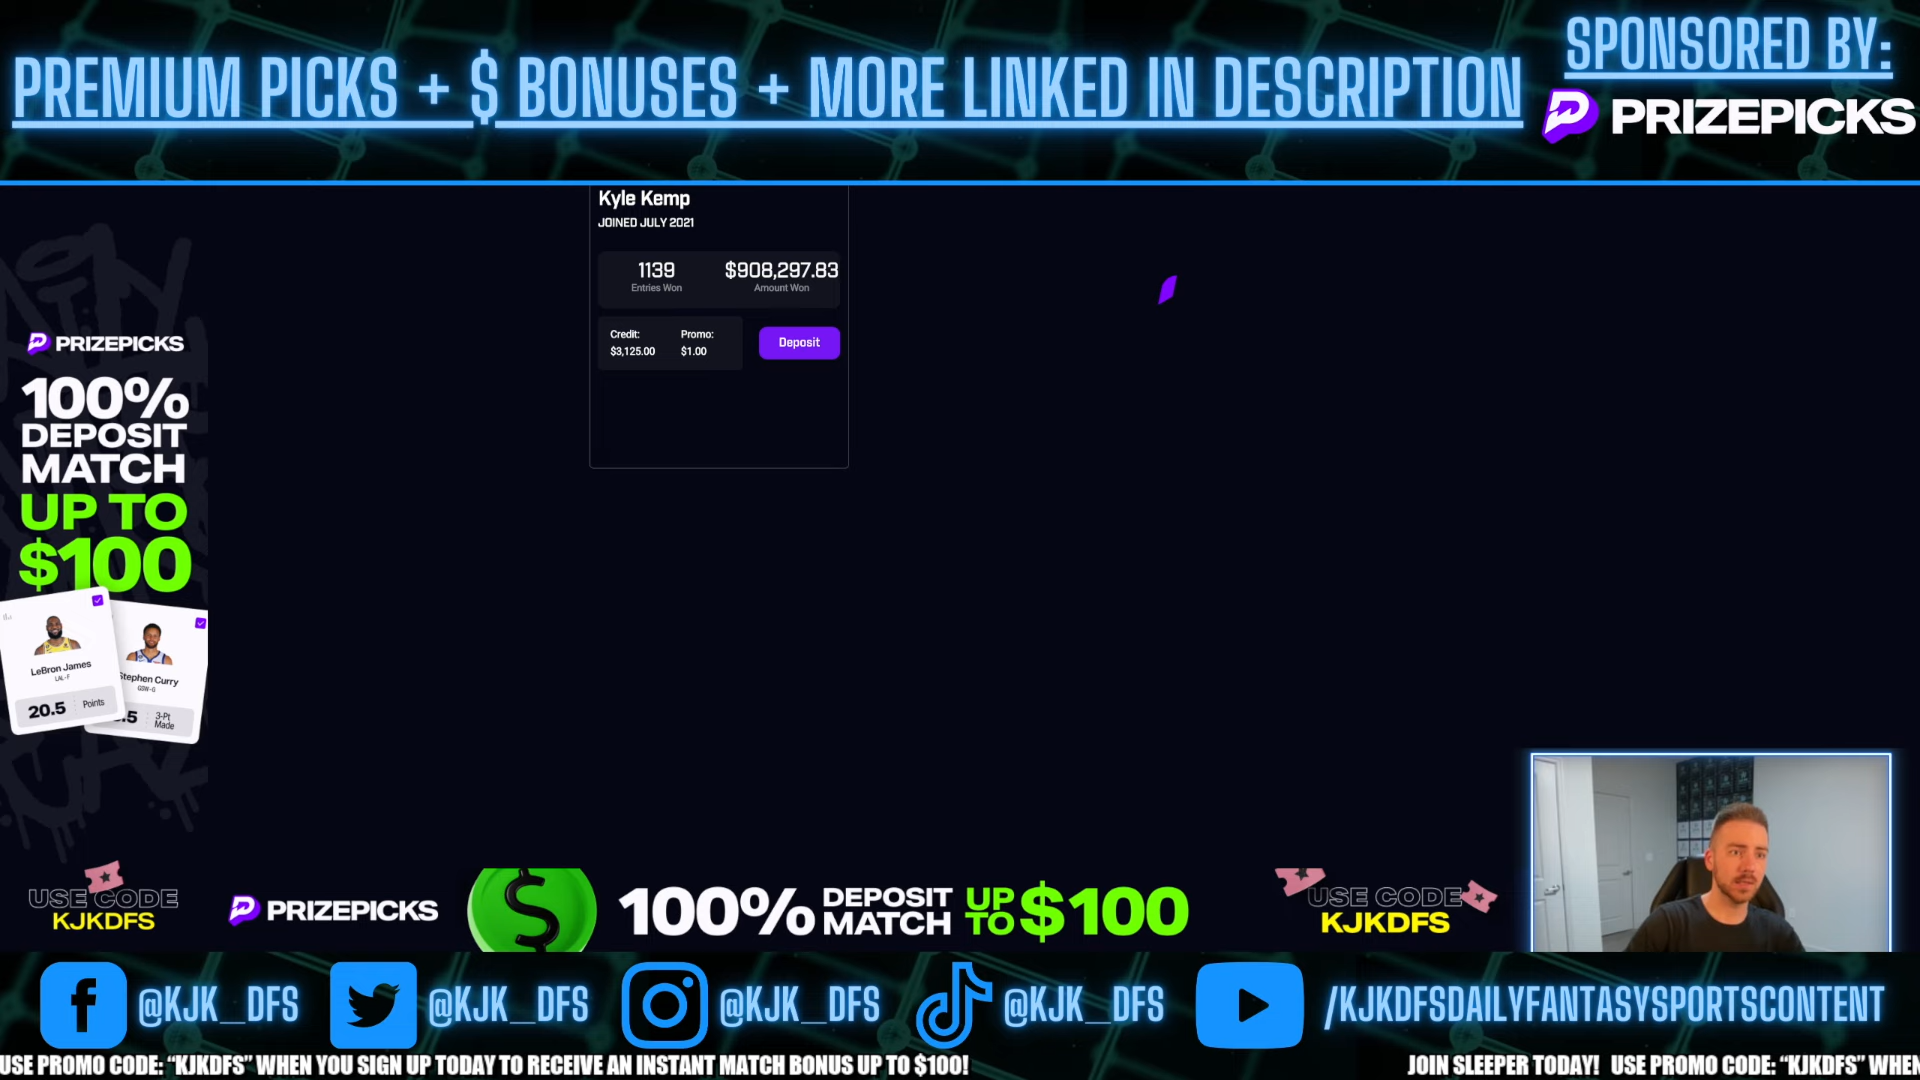 PREMIUM PICKS + $ BONUSES + MORE LINKED IN DESCRIPTION
SPONSORED BY:
PRIZEPICKS
Kyle Kemp
JOINED JULY 2021
1139
Entries Won
$908,297.83
Amount Won
Credit:
$3,125.00
Promo:
$1.00
Deposit
PRIZEPICKS
100%
DEPOSIT
MATCH
UP TO
$100
LeBron James
LAL-F
20.5 Points
Stephen Curry
GSW-G
.5 3-Pt
Made
USE CODE
KJKDFS
PRIZEPICKS
100% DEPOSIT
MATCH
UP
TO
$100
USE CODE
KJKDFS
@KJK_DFS
@KJK_DFS
@KJK_DFS
@KJK_DFS
/KJKDFSDAILYFANTASYSPORTSCONTENT
USE PROMO CODE: “KJKDFS” WHEN YOU SIGN UP TODAY TO RECEIVE AN INSTANT MATCH BONUS UP TO $100!
JOIN SLEEPER TODAY! USE PROMO CODE: “KJKDFS” WHEN